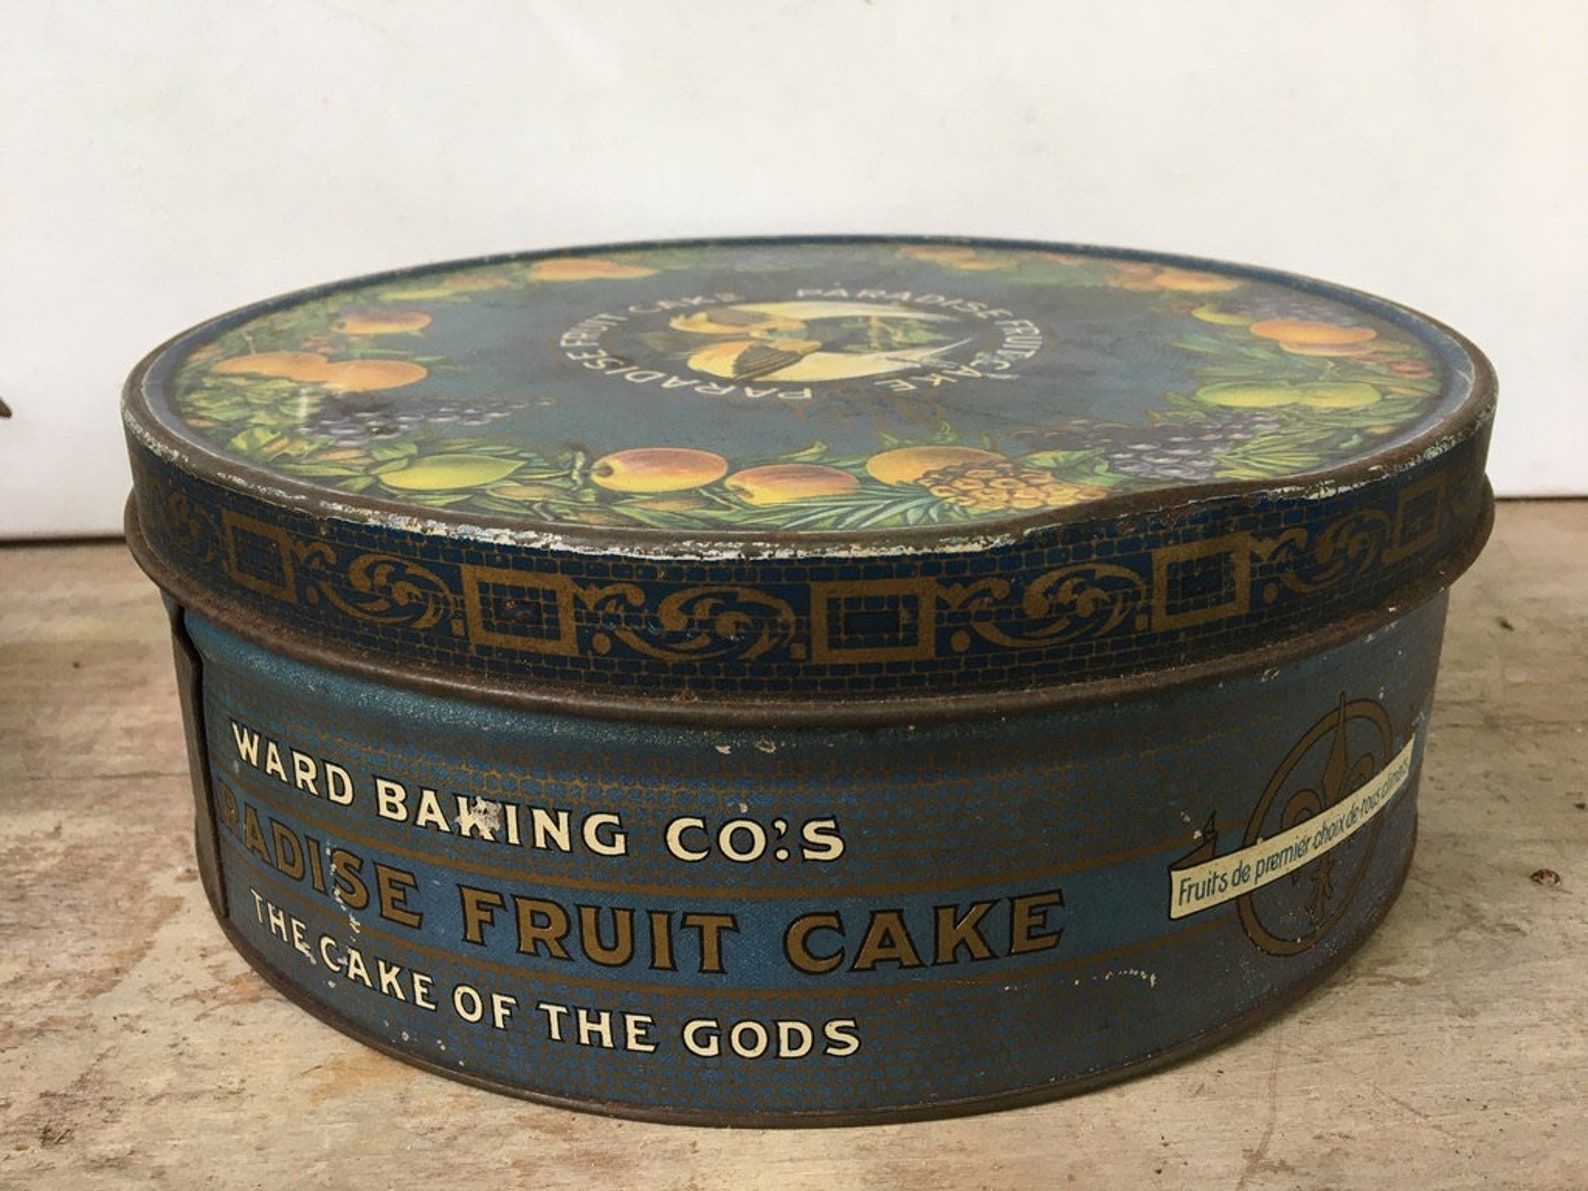 PARADISE FRUIT CAKE
PARADISE FRUIT CAKE
WARD BAKING CO'S
RADISE FRUIT CAKE
THE CAKE OF THE GODS
Fruits de premier choix de tous climats